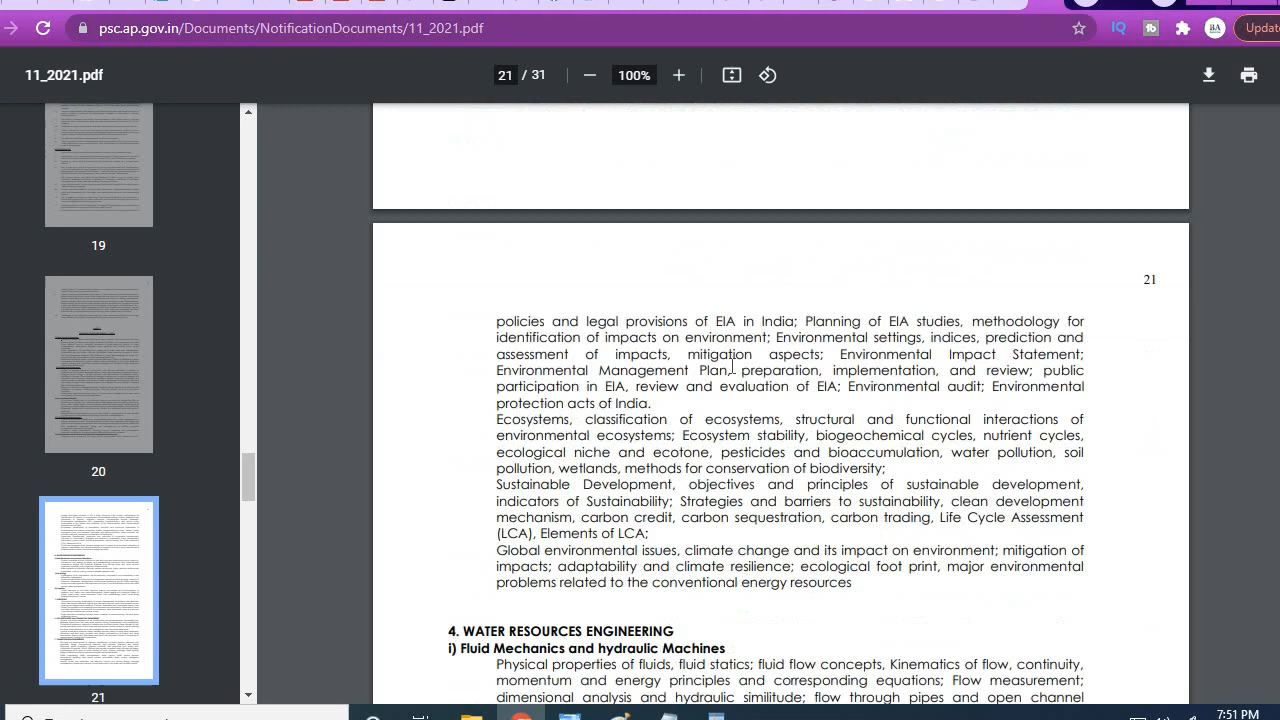 psc.ap.gov.in/Documents/NotificationDocuments/11_2021.pdf
IQ
BA
11_2021.pdf
21 / 31
100%
19
20
21
21
policies and legal provisions of EIA in India; Planning of EIA studies, methodology for
identification of impacts on environment; Environmental settings, indices, prediction and
assessment of impacts, mitigation aspects; Environmental Impact Statement;
Environmental Management Plan, preparation, implementation, and review; public
participation in EIA, review and evaluation of EIA; Environmental audit; Environmental
protection acts of India.
Ecosystems, classification of ecosystems, structural and functional interactions of
environmental ecosystems; Ecosystem stability, biogeochemical cycles, nutrient cycles,
ecological niche and ecotone, pesticides and bioaccumulation, water pollution, soil
pollution, wetlands, methods for conservation of biodiversity;
Sustainable Development, objectives and principles of sustainable development,
indicators of Sustainability; Strategies and barriers to sustainability, clean development
mechanism, carbon credit, carbon sequestration, carbon trading, Life Cycle Assessment
(LCA), Elements of LCA;
Global environmental issues, climate change and its impact on environment; mitigation of
impacts; adaptability and climate resilience, ecological foot print, major environmental
problems related to the conventional energy resources
4. WATER RESOURCES ENGINEERING
i) Fluid Mechanics and hydraulic Machines
Physical properties of fluids, fluid statics; fluid flow concepts, Kinematics of flow, continuity,
momentum and energy principles and corresponding equations; Flow measurement;
dimensional analysis and hydraulic similitude; flow through pipes and open channel
7:51 PM